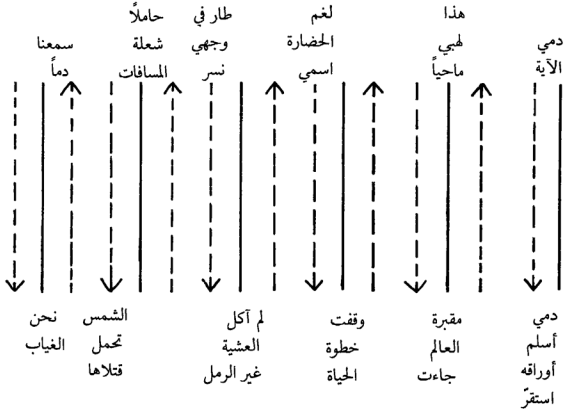 دمي
الآية
هذا
لهبي
ماحياً
لغم
الحضارة
اسمي
طار في
وجهي
نسر
حاملاً
شعلة
المسافات
سمعنا
دماً
دمي
أسلم
أوراقه
استقرّ
مقبرة
العالم
جاءت
وقفت
خطوة
الحياة
لم آكل
العشية
غير الرمل
الشمس
تحمل
قتلاها
نحن
الغياب